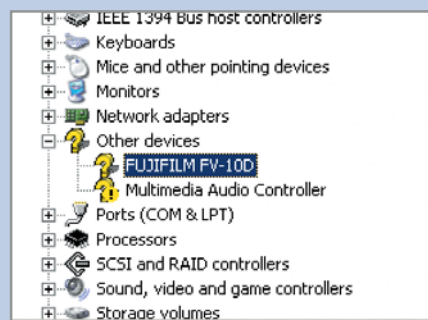 IEEE 1394 Bus host controllers
Keyboards
Mice and other pointing devices
Monitors
Network adapters
Other devices
FUJIFILM FV-10D
Multimedia Audio Controller
Ports (COM & LPT)
Processors
SCSI and RAID controllers
Sound, video and game controllers
Storage volumes